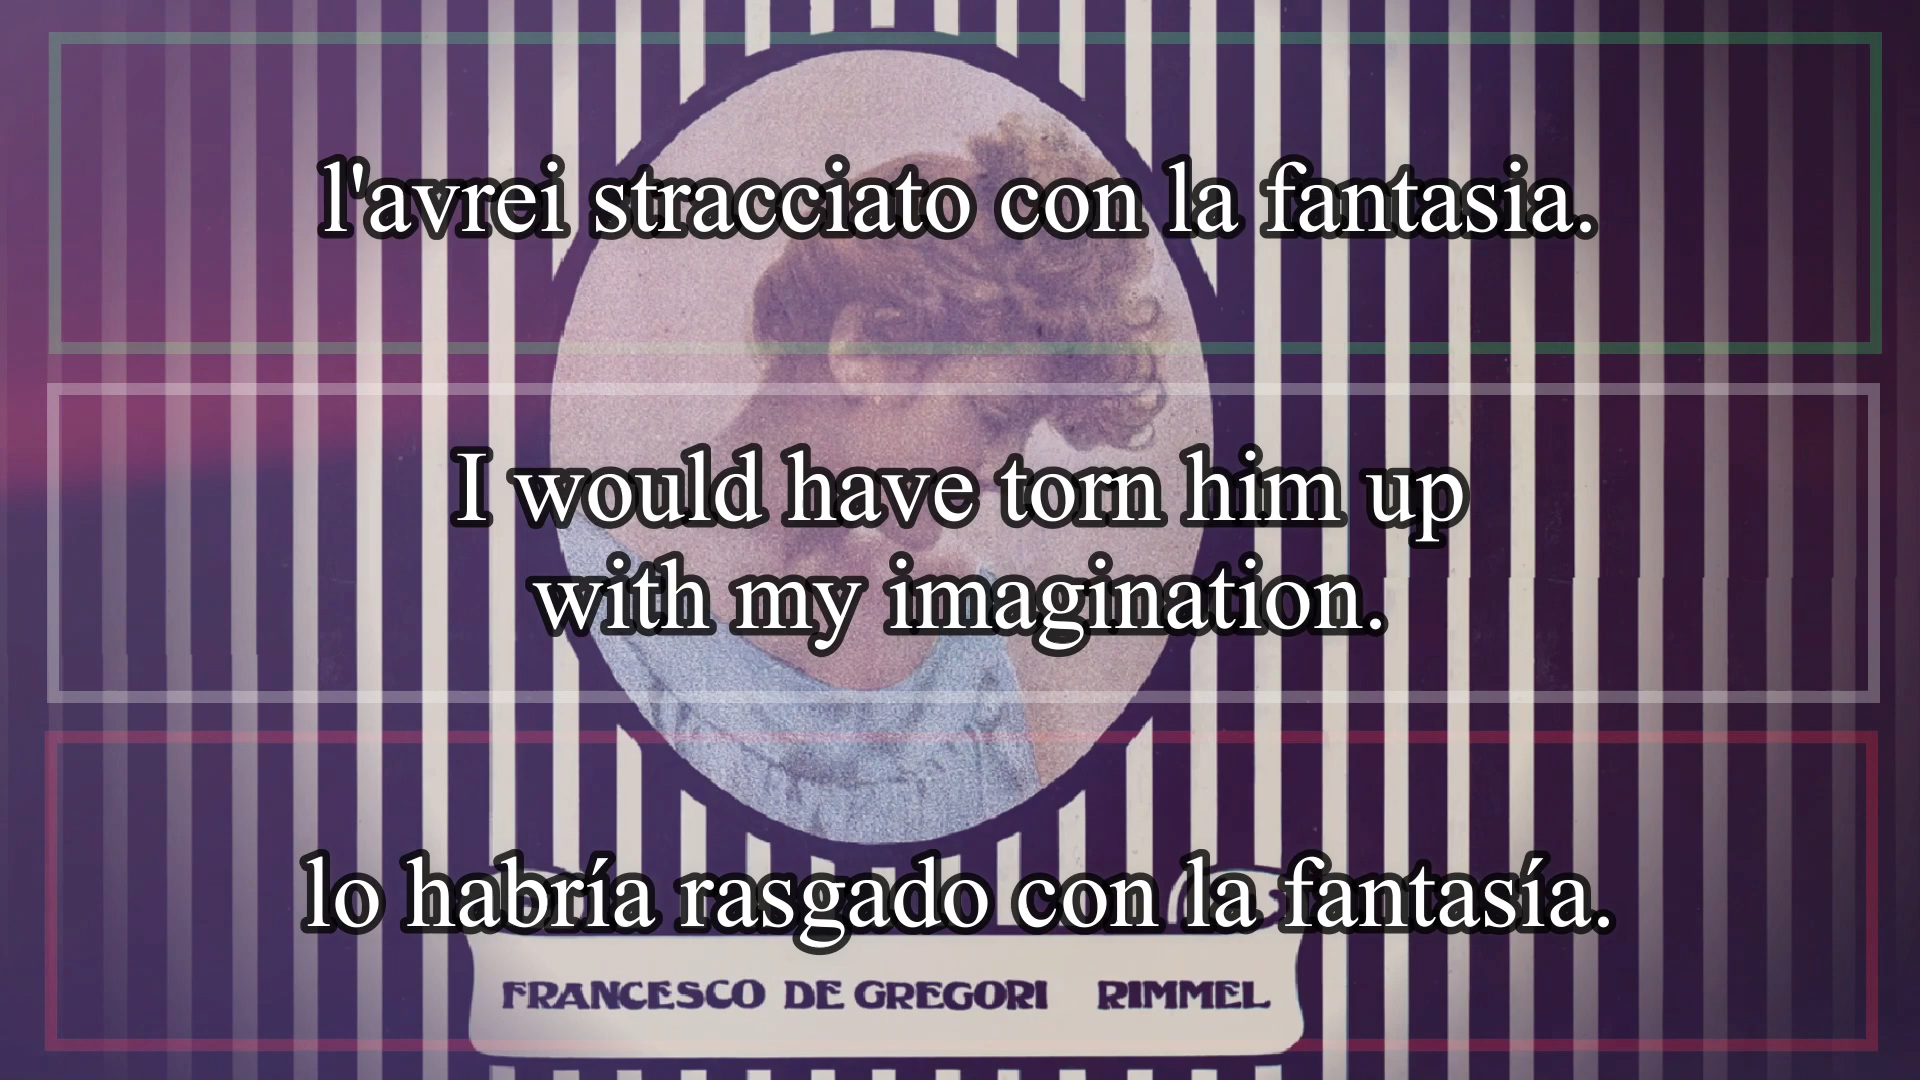 l'avrei stracciato con la fantasia.
I would have torn him up
with my imagination.
lo habría rasgado con la fantasía.
FRANCESCO DE GREGORI RIMMEL